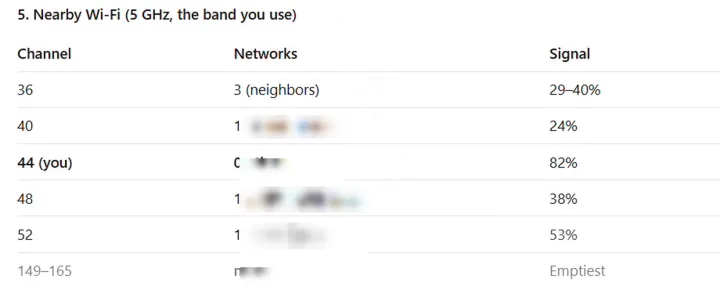 5. Nearby Wi-Fi (5 GHz, the band you use)
Channel Networks Signal
36 3 (neighbors) 29–40%
40 1 24%
44 (you) 82%
48 1 38%
52 1 53%
149–165 Emptiest